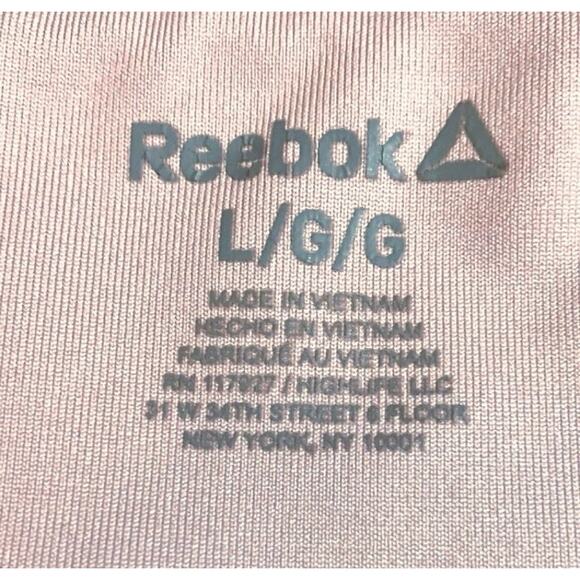 Reebok
L/G/G
MADE IN VIETNAM
HECHO EN VIETNAM
FABRIQUÉ AU VIETNAM
RN 117927 / HIGHLIFE LLC
31 W 34TH STREET 6 FLOOR
NEW YORK, NY 10001